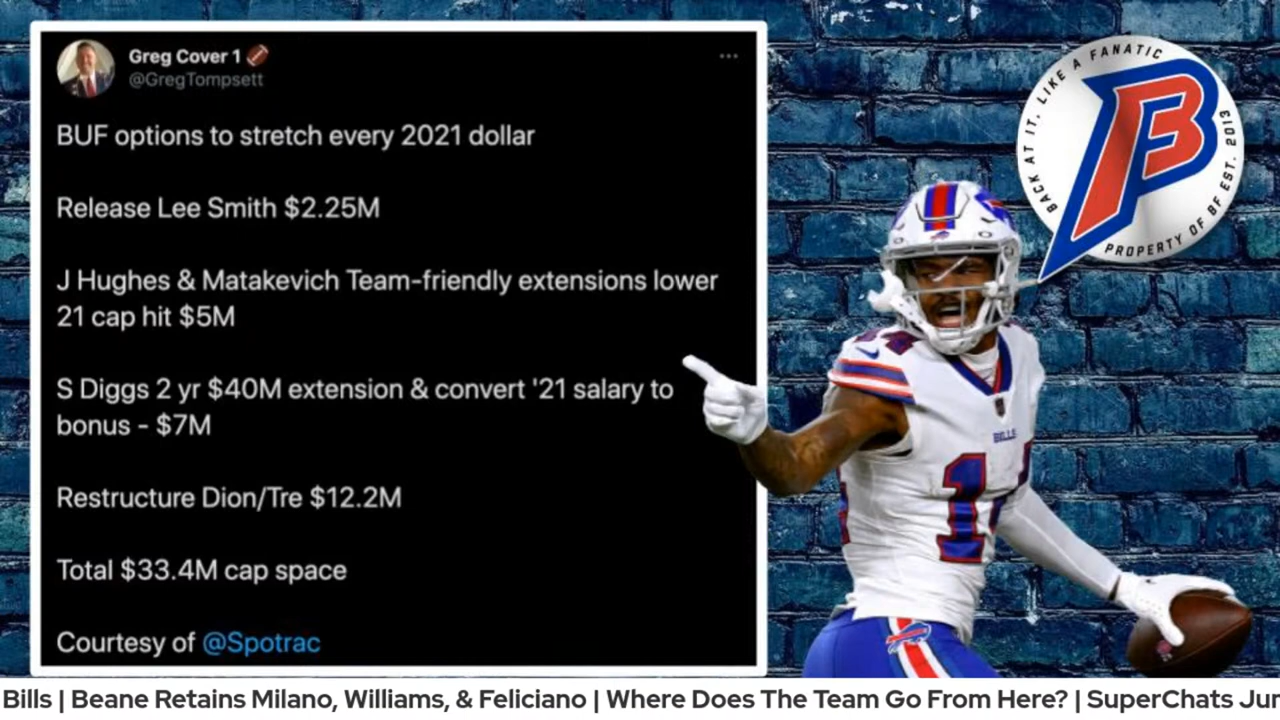 Greg Cover 1 🏈
@GregTompsett
...
BUF options to stretch every 2021 dollar
Release Lee Smith $2.25M
J Hughes & Matakevich Team-friendly extensions lower
21 cap hit $5M
S Diggs 2 yr $40M extension & convert '21 salary to
bonus - $7M
Restructure Dion/Tre $12.2M
Total $33.4M cap space
Courtesy of @Spotrac
BACK AT IT, LIKE A FANATIC
BF
PROPERTY OF BF EST. 2013
14
BILLS
14
Bills | Beane Retains Milano, Williams, & Feliciano | Where Does The Team Go From Here? | SuperChats Jur